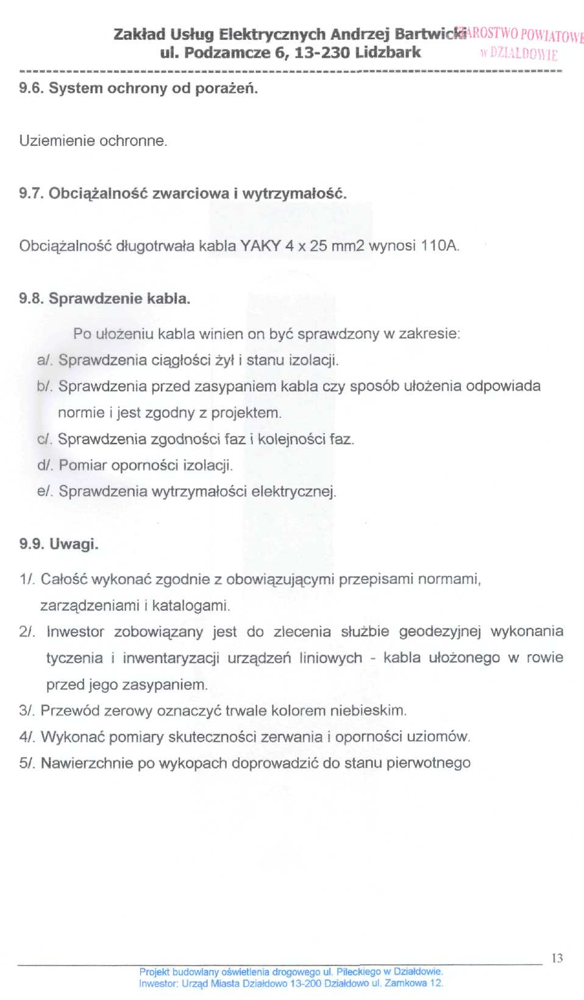 Zakład Usług Elektrycznych Andrzej Bartwicki
STAROSTWO POWIATOWE
ul. Podzamcze 6, 13-230 Lidzbark
w DZIAŁDOWIE
9.6. System ochrony od porażeń.
Uziemienie ochronne.
9.7. Obciążalność zwarciowa i wytrzymałość.
Obciążalność długotrwała kabla YAKY 4 x 25 mm2 wynosi 110A.
9.8. Sprawdzenie kabla.
Po ułożeniu kabla winien on być sprawdzony w zakresie:
a/. Sprawdzenia ciągłości żył i stanu izolacji.
b/. Sprawdzenia przed zasypaniem kabla czy sposób ułożenia odpowiada
normie i jest zgodny z projektem.
c/. Sprawdzenia zgodności faz i kolejności faz.
d/. Pomiar oporności izolacji.
e/. Sprawdzenia wytrzymałości elektrycznej.
9.9. Uwagi.
1/. Całość wykonać zgodnie z obowiązującymi przepisami normami,
zarządzeniami i katalogami.
2/. Inwestor zobowiązany jest do zlecenia służbie geodezyjnej wykonania
tyczenia i inwentaryzacji urządzeń liniowych - kabla ułożonego w rowie
przed jego zasypaniem.
3/. Przewód zerowy oznaczyć trwale kolorem niebieskim.
4/. Wykonać pomiary skuteczności zerwania i oporności uziomów.
5/. Nawierzchnie po wykopach doprowadzić do stanu pierwotnego
13
Projekt budowlany oświetlenia drogowego ul. Pileckiego w Działdowie.
Inwestor: Urząd Miasta Działdowo 13-200 Działdowo ul. Zamkowa 12.